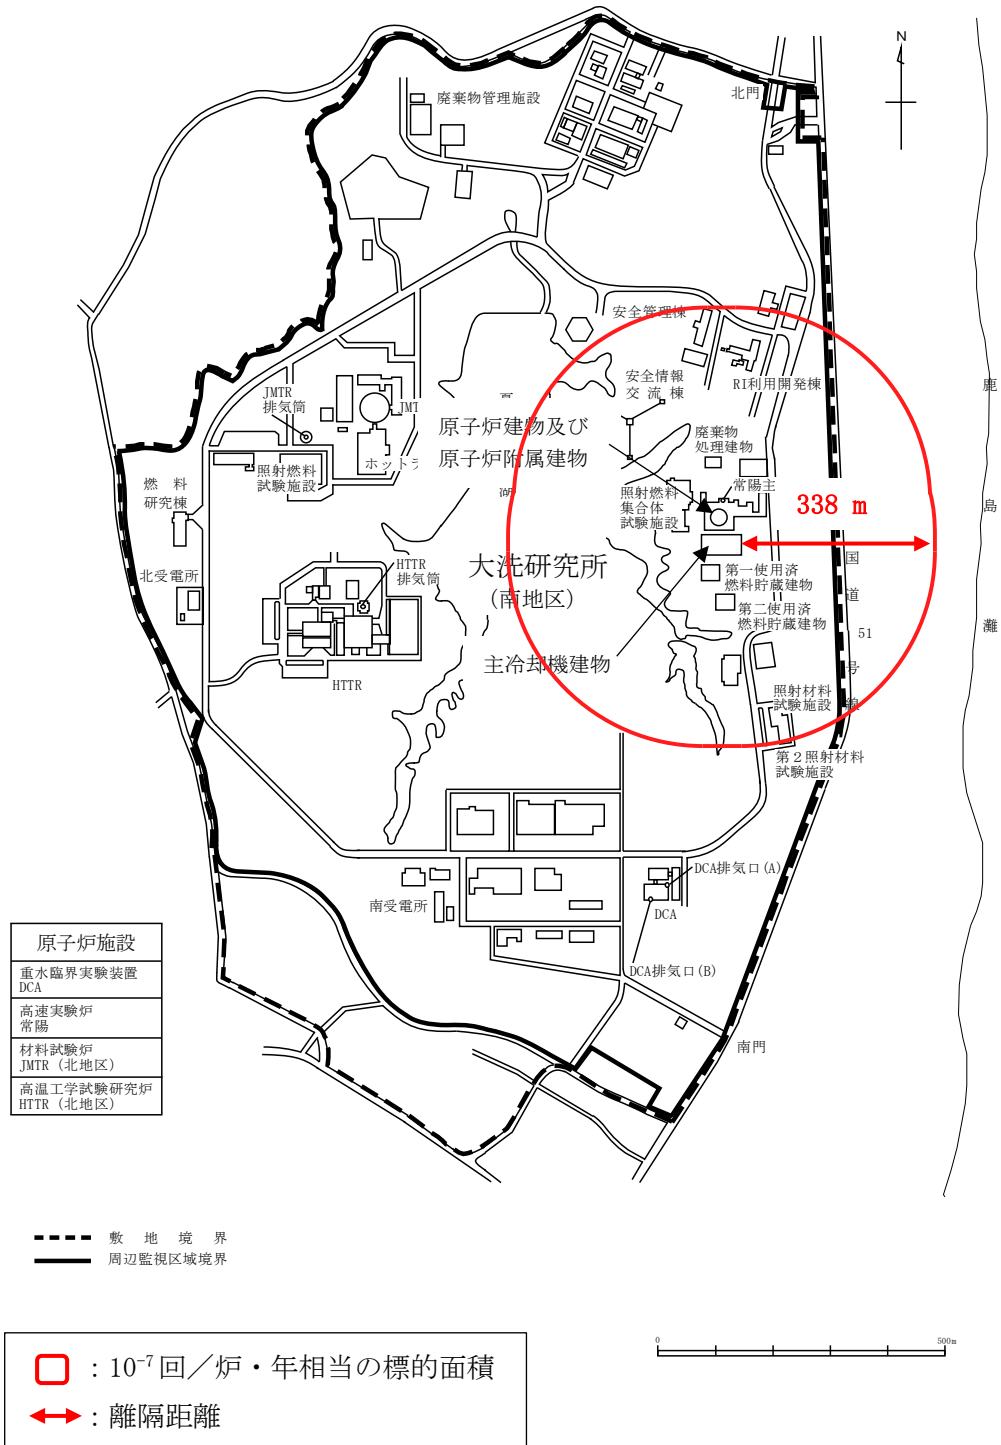 N
北門
廃棄物管理施設
安全管理棟
安全情報
交 流 棟
RI利用開発棟
鹿
島
灘
JMTR
排気筒
JMT
原子炉建物及び
原子炉附属建物
廃棄物
処理建物
ホットラ
湖
照射燃料
試験施設
燃 料
研究棟
照射燃料
集合体
試験施設
常陽主
338 m
HTTR
排気筒
大洗研究所
(南地区)
北受電所
第一使用済
燃料貯蔵建物
第二使用済
燃料貯蔵建物
国
道
51
号
線
主冷却機建物
HTTR
照射材料
試験施設
第２照射材料
試験施設
DCA排気口(A)
南受電所
DCA
DCA排気口(B)
南門
原子炉施設
重水臨界実験装置
DCA
高速実験炉
常陽
材料試験炉
JMTR (北地区)
高温工学試験研究炉
HTTR (北地区)
敷 地 境 界
周辺監視区域境界
0 500m
：10⁻⁷回／炉・年相当の標的面積
：離隔距離